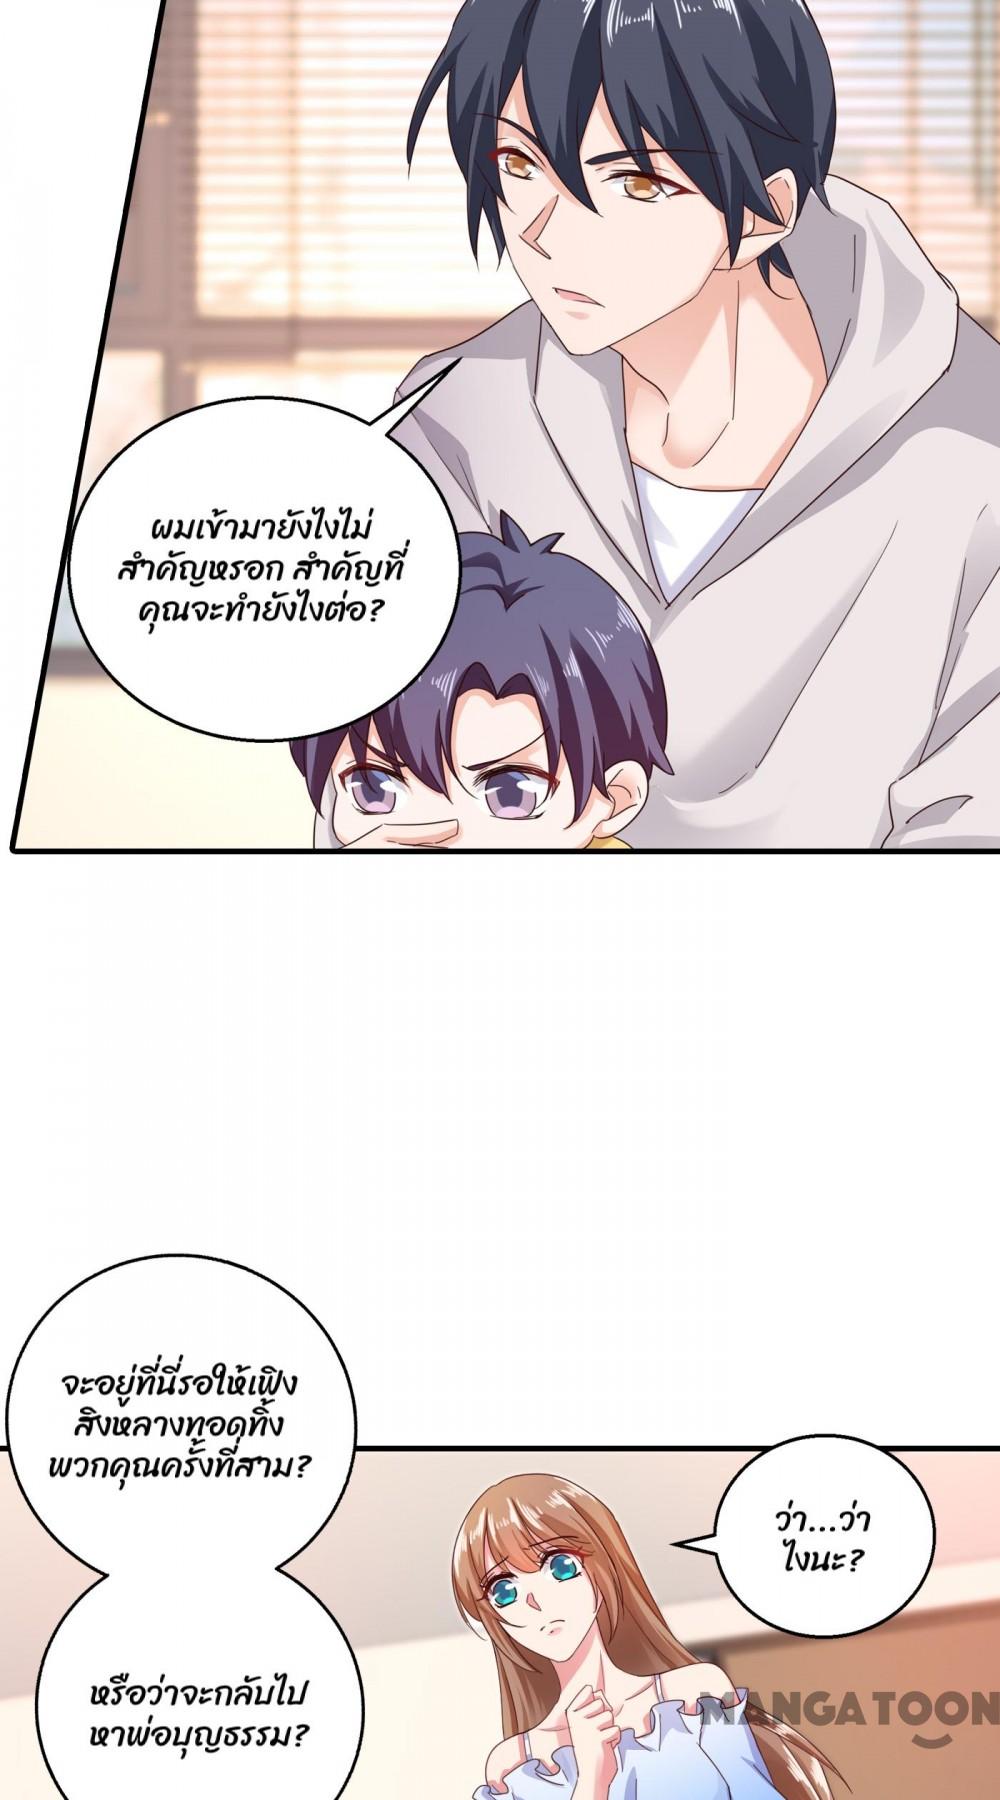 ผมเข้ามายังไงไม่
สำคัญหรอก สำคัญที่
คุณจะทำยังไงต่อ?
จะอยู่ที่นี่รอให้เฟิง
สิงหลางทอดทิ้ง
พวกคุณครั้งที่สาม?
ว่า...ว่า
ไงนะ?
หรือว่าจะกลับไป
หาพ่อบุญธรรม?
MANGATOON